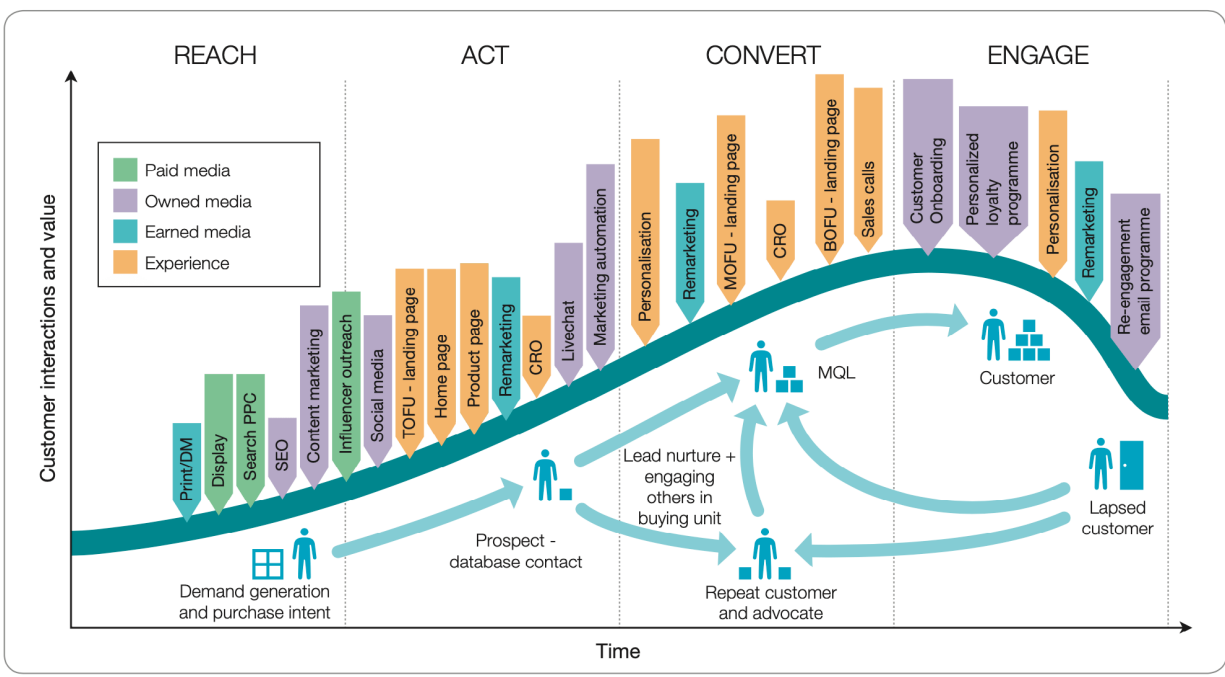 REACH
ACT
CONVERT
ENGAGE
Customer interactions and value
Paid media
Owned media
Earned media
Experience
Print/DM
Display
Search PPC
SEO
Content marketing
Influencer outreach
Social media
TOFU - landing page
Home page
Product page
Remarketing
CRO
Livechat
Marketing automation
Personalisation
Remarketing
MOFU - landing page
CRO
BOFU - landing page
Sales calls
Customer
Onboarding
Personalized
loyalty
programme
Personalisation
Remarketing
Re-engagement
email programme
Demand generation
and purchase intent
Prospect -
database contact
Lead nurture +
engaging
others in
buying unit
MQL
Customer
Repeat customer
and advocate
Lapsed
customer
Time